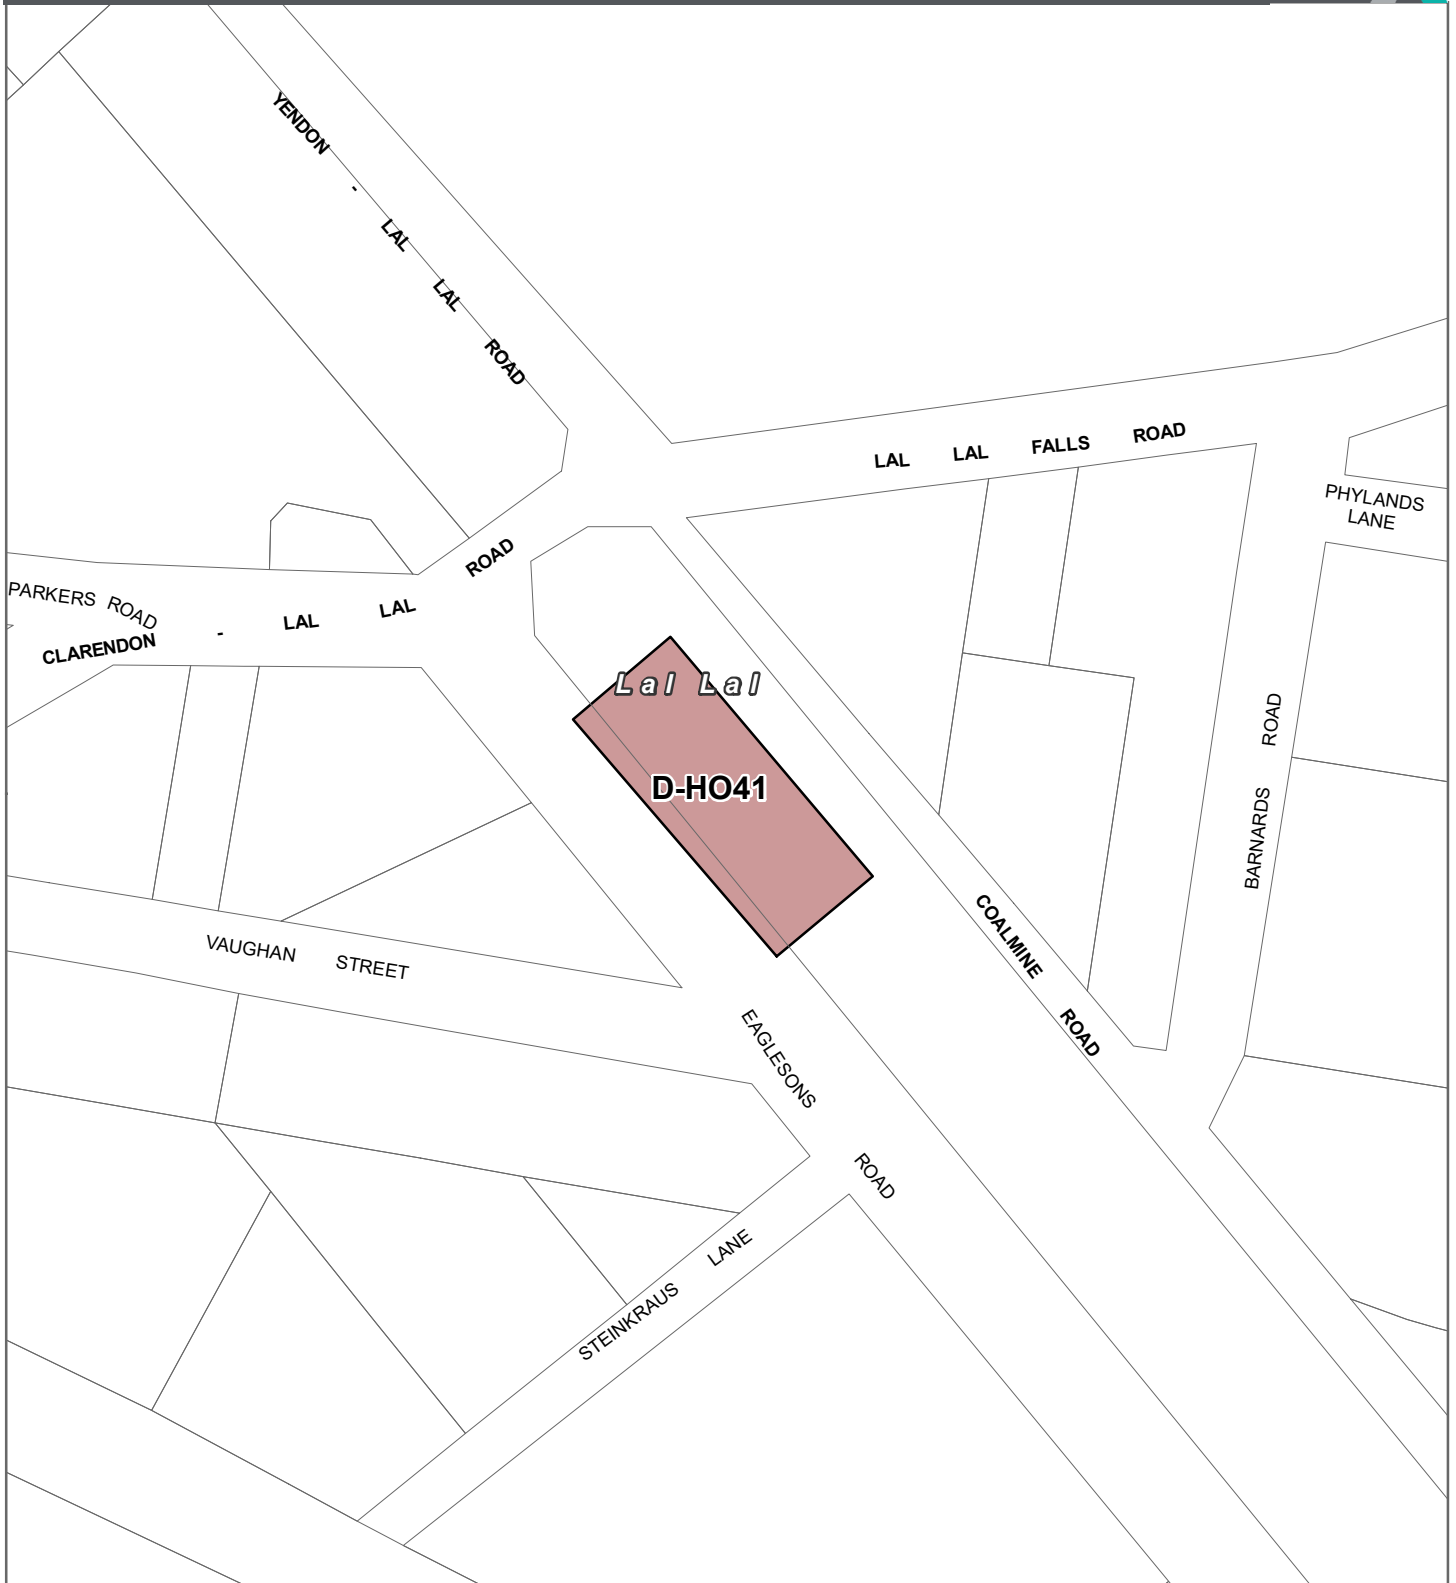 YENDON - LAL LAL ROAD
LAL LAL FALLS ROAD
PHYLANDS
LANE
PARKERS ROAD
CLARENDON - LAL LAL ROAD
Lal Lal
D-HO41
BARNARDS ROAD
COALMINE ROAD
VAUGHAN STREET
EAGLESONS ROAD
STEINKRAUS LANE